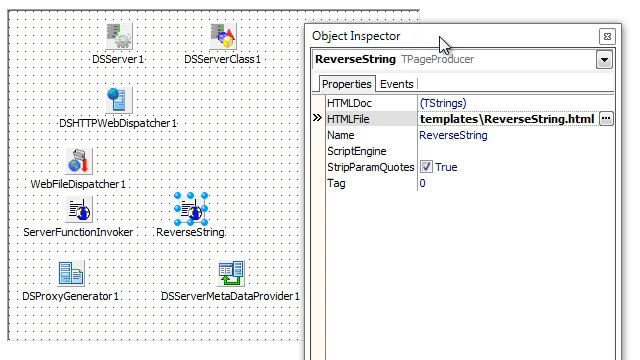 DSServer1
DSServerClass1
DSHTTPWebDispatcher1
WebFileDispatcher1
ServerFunctionInvoker
ReverseString
DSProxyGenerator1
DSServerMetaDataProvider1
Object Inspector
ReverseString TPageProducer
Properties Events
HTMLDoc (TStrings)
HTMLFile templates\ReverseString.html ...
Name ReverseString
ScriptEngine
StripParamQuotes True
Tag 0